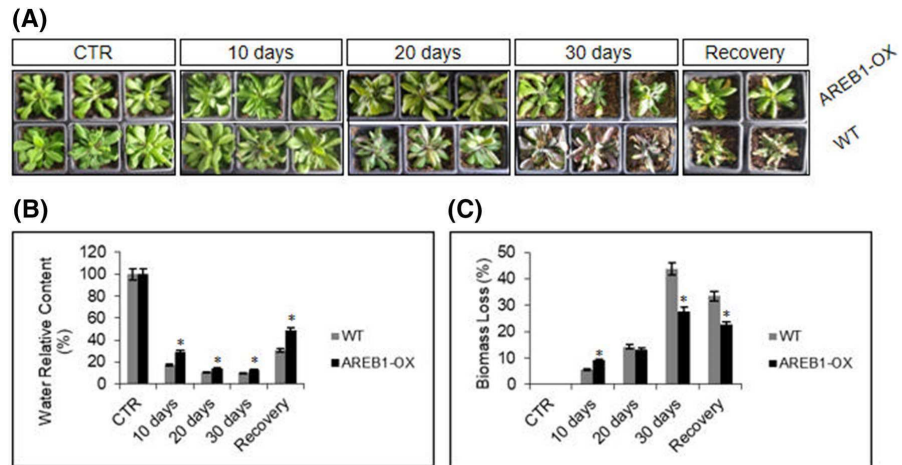 (A)
CTR 10 days 20 days 30 days Recovery
AREB1-OX
WT
(B)
120
100
80
60
40
20
0
Water Relative Content
(%)
* * * *
CTR 10 days 20 days 30 days Recovery
WT
AREB1-OX
(C)
50
40
30
20
10
0
Biomass Loss (%)
* * *
CTR 10 days 20 days 30 days Recovery
WT
AREB1-OX